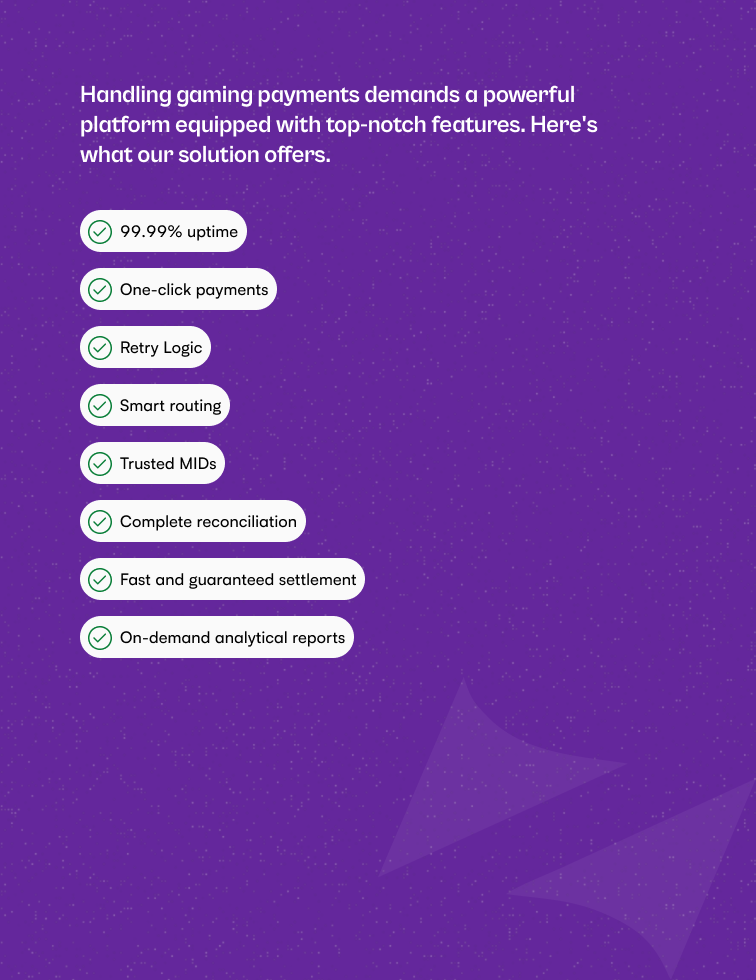 Handling gaming payments demands a powerful
platform equipped with top-notch features. Here's
what our solution offers.
99.99% uptime
One-click payments
Retry Logic
Smart routing
Trusted MIDs
Complete reconciliation
Fast and guaranteed settlement
On-demand analytical reports